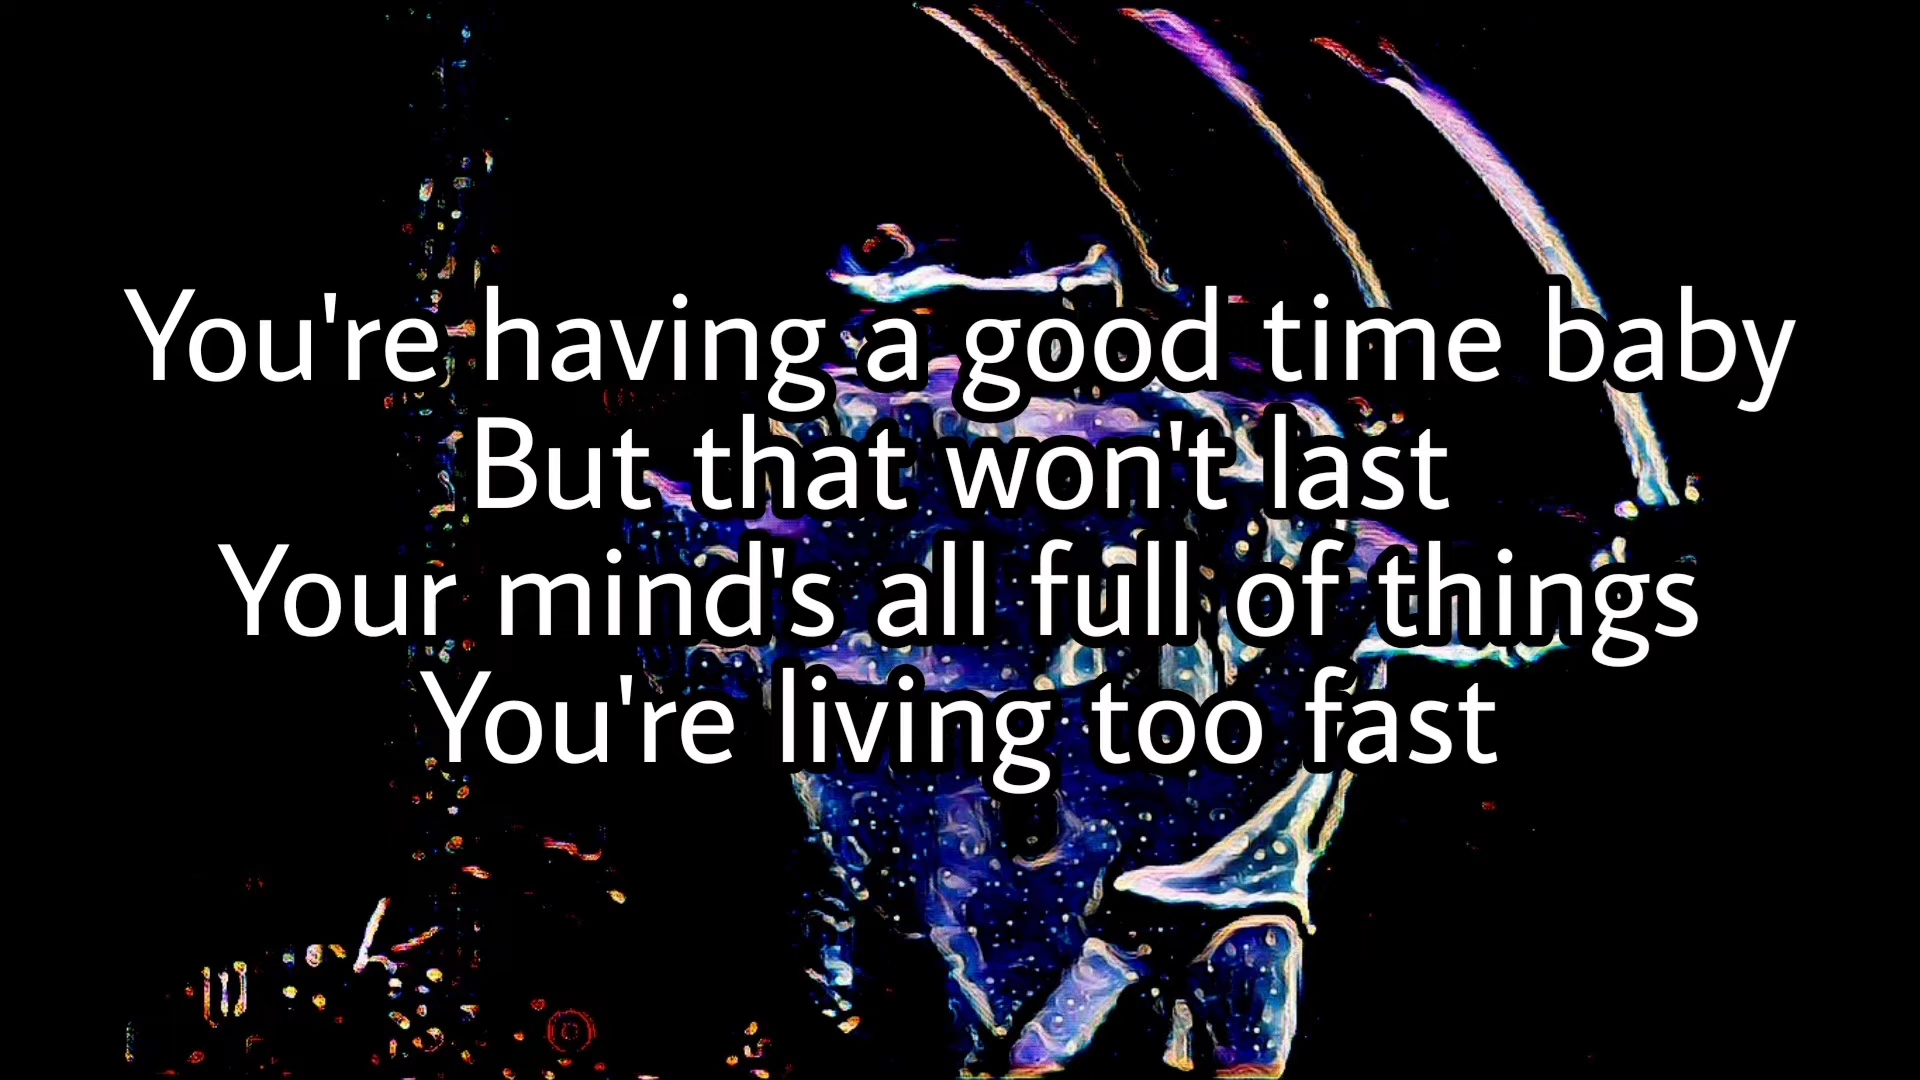 You're having a good time baby
But that won't last
Your mind's all full of things
You're living too fast